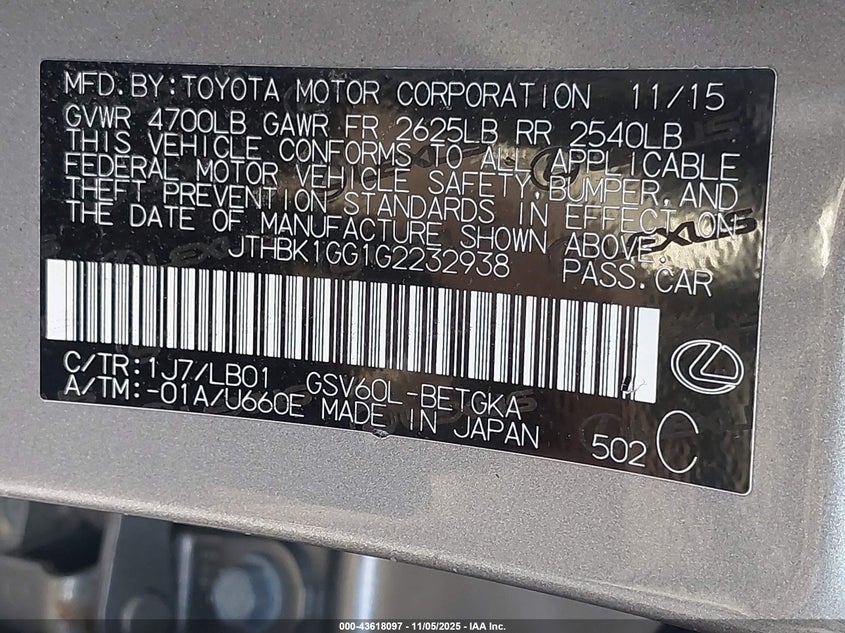 MFD.BY:TOYOTA MOTOR CORPORATION 11/15
GVWR 4700LB GAWR FR 2625LB RR 2540LB
THIS VEHICLE CONFORMS TO ALL APPLICABLE
FEDERAL MOTOR VEHICLE SAFETY,BUMPER,AND
THEFT PREVENTION STANDARDS IN EFFECT ON
THE DATE OF MANUFACTURE SHOWN ABOVE.
JTHBK1GG1G2232938 PASS.CAR
C/TR:1J7/LB01 GSV60L-BETGKA
A/TM:-01A/U660E MADE IN JAPAN
502 C
LEXUS
000-43618097 - 11/05/2025 - IAA Inc.